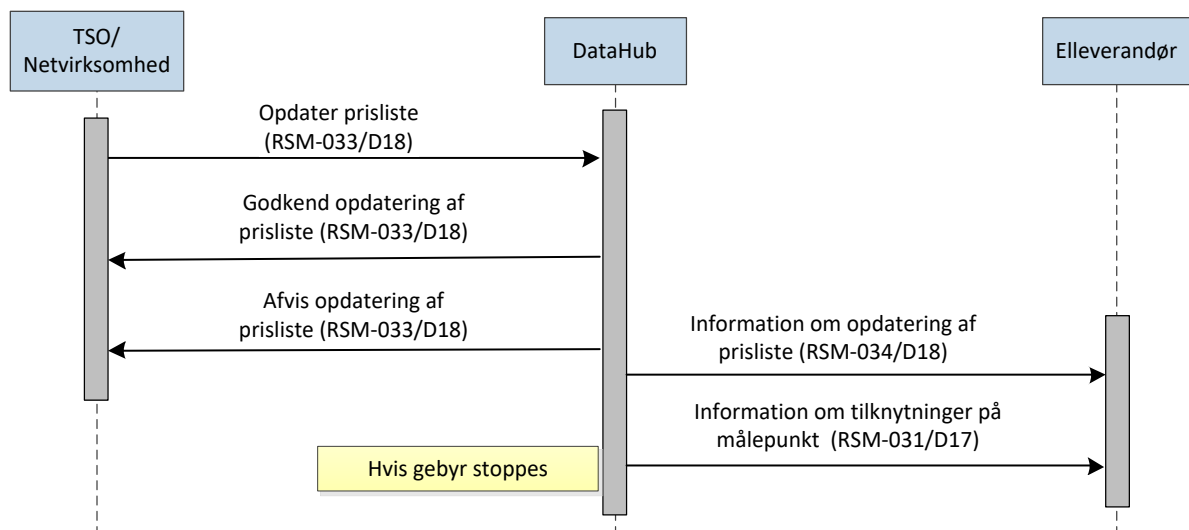 TSO/
Netvirksomhed
DataHub
Elleverandør
Opdater prisliste
(RSM-033/D18)
Godkend opdatering af
prisliste (RSM-033/D18)
Afvis opdatering af
prisliste (RSM-033/D18)
Information om opdatering af
prisliste (RSM-034/D18)
Information om tilknytninger på
målepunkt (RSM-031/D17)
Hvis gebyr stoppes